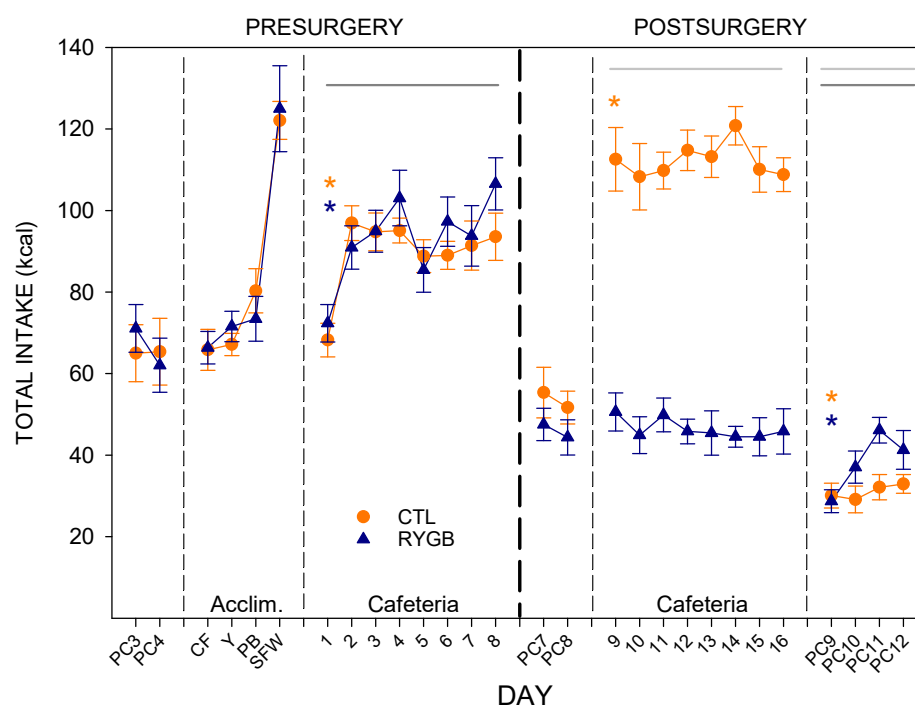 PRESURGERY POSTSURGERY
140
120
100
80
60
40
20
TOTAL INTAKE (kcal)
*
*
*
*
*
CTL
RYGB
Acclim. Cafeteria Cafeteria
PC3 PC4 CF Y PB SFW 1 2 3 4 5 6 7 8 PC7 PC8 9 10 11 12 13 14 15 16 PC9 PC10 PC11 PC12
DAY